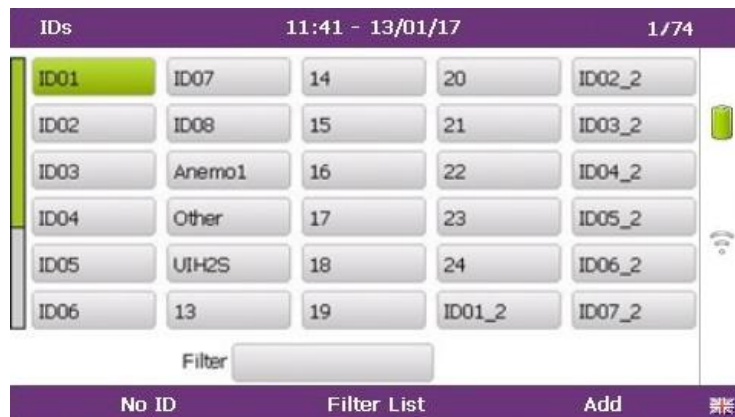 IDs 11:41 - 13/01/17 1/74
ID01 ID07 14 20 ID02_2
ID02 ID08 15 21 ID03_2
ID03 Anemo1 16 22 ID04_2
ID04 Other 17 23 ID05_2
ID05 UIH2S 18 24 ID06_2
ID06 13 19 ID01_2 ID07_2
Filter
No ID Filter List Add